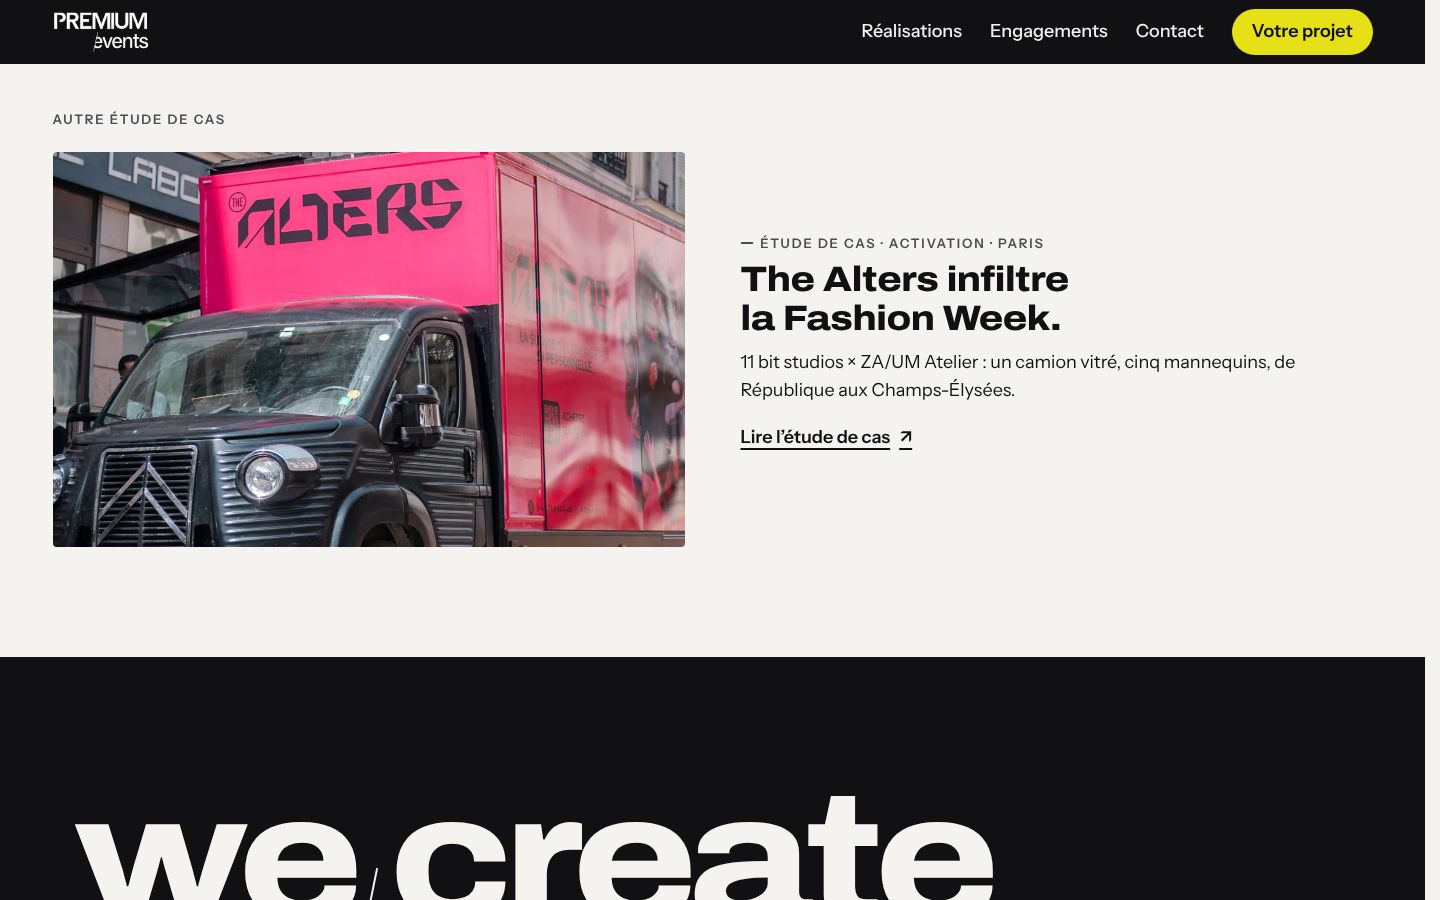 PREMIUM
events
Réalisations
Engagements
Contact
Votre projet
AUTRE ÉTUDE DE CAS
LABO
THE
ALTERS
— ÉTUDE DE CAS · ACTIVATION · PARIS
The Alters infiltre
la Fashion Week.
11 bit studios × ZA/UM Atelier : un camion vitré, cinq mannequins, de
République aux Champs-Élysées.
Lire l’étude de cas ↗
we create